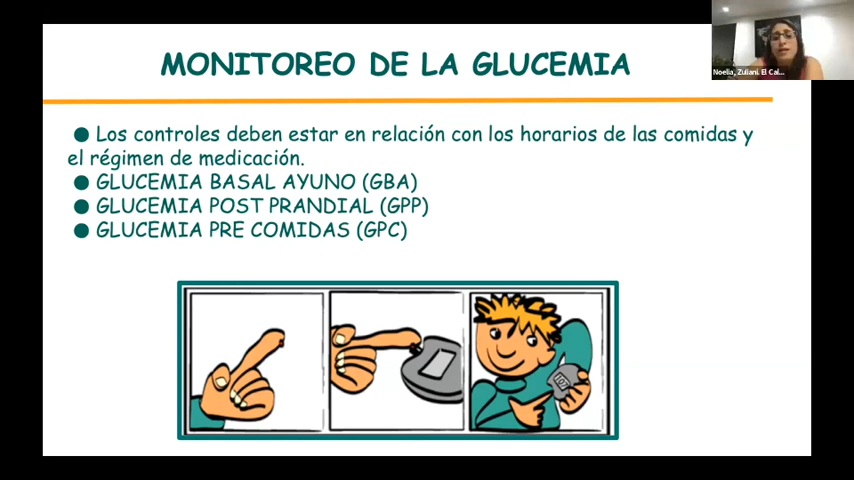 MONITOREO DE LA GLUCEMIA
● Los controles deben estar en relación con los horarios de las comidas y
el régimen de medicación.
● GLUCEMIA BASAL AYUNO (GBA)
● GLUCEMIA POST PRANDIAL (GPP)
● GLUCEMIA PRE COMIDAS (GPC)
Noelia, Zuliani. El Cal...